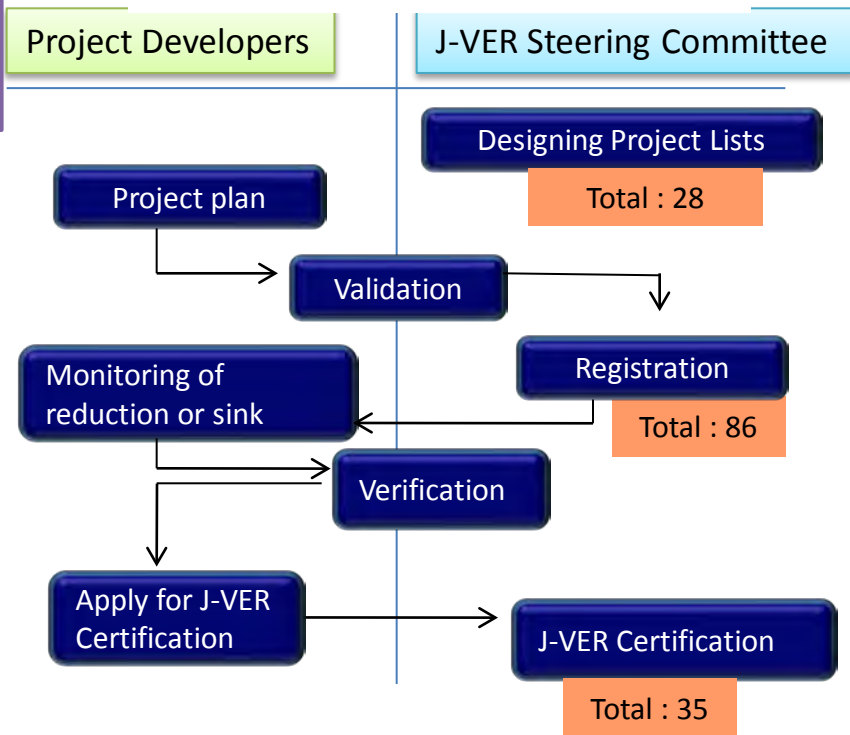 Project Developers
J-VER Steering Committee
Designing Project Lists
Total : 28
Project plan
Validation
Registration
Total : 86
Monitoring of
reduction or sink
Verification
Apply for J-VER
Certification
J-VER Certification
Total : 35